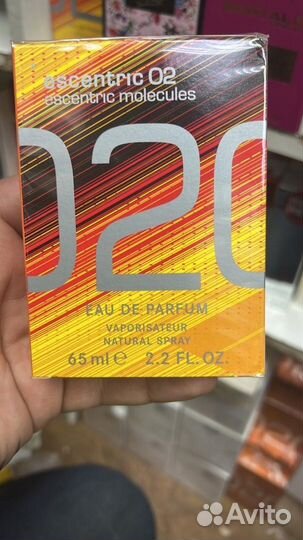 escentric 02
escentric molecules
020
EAU DE PARFUM
VAPORISATEUR
NATURAL SPRAY
65 ml ℮ 2.2 FL. OZ.
Avito